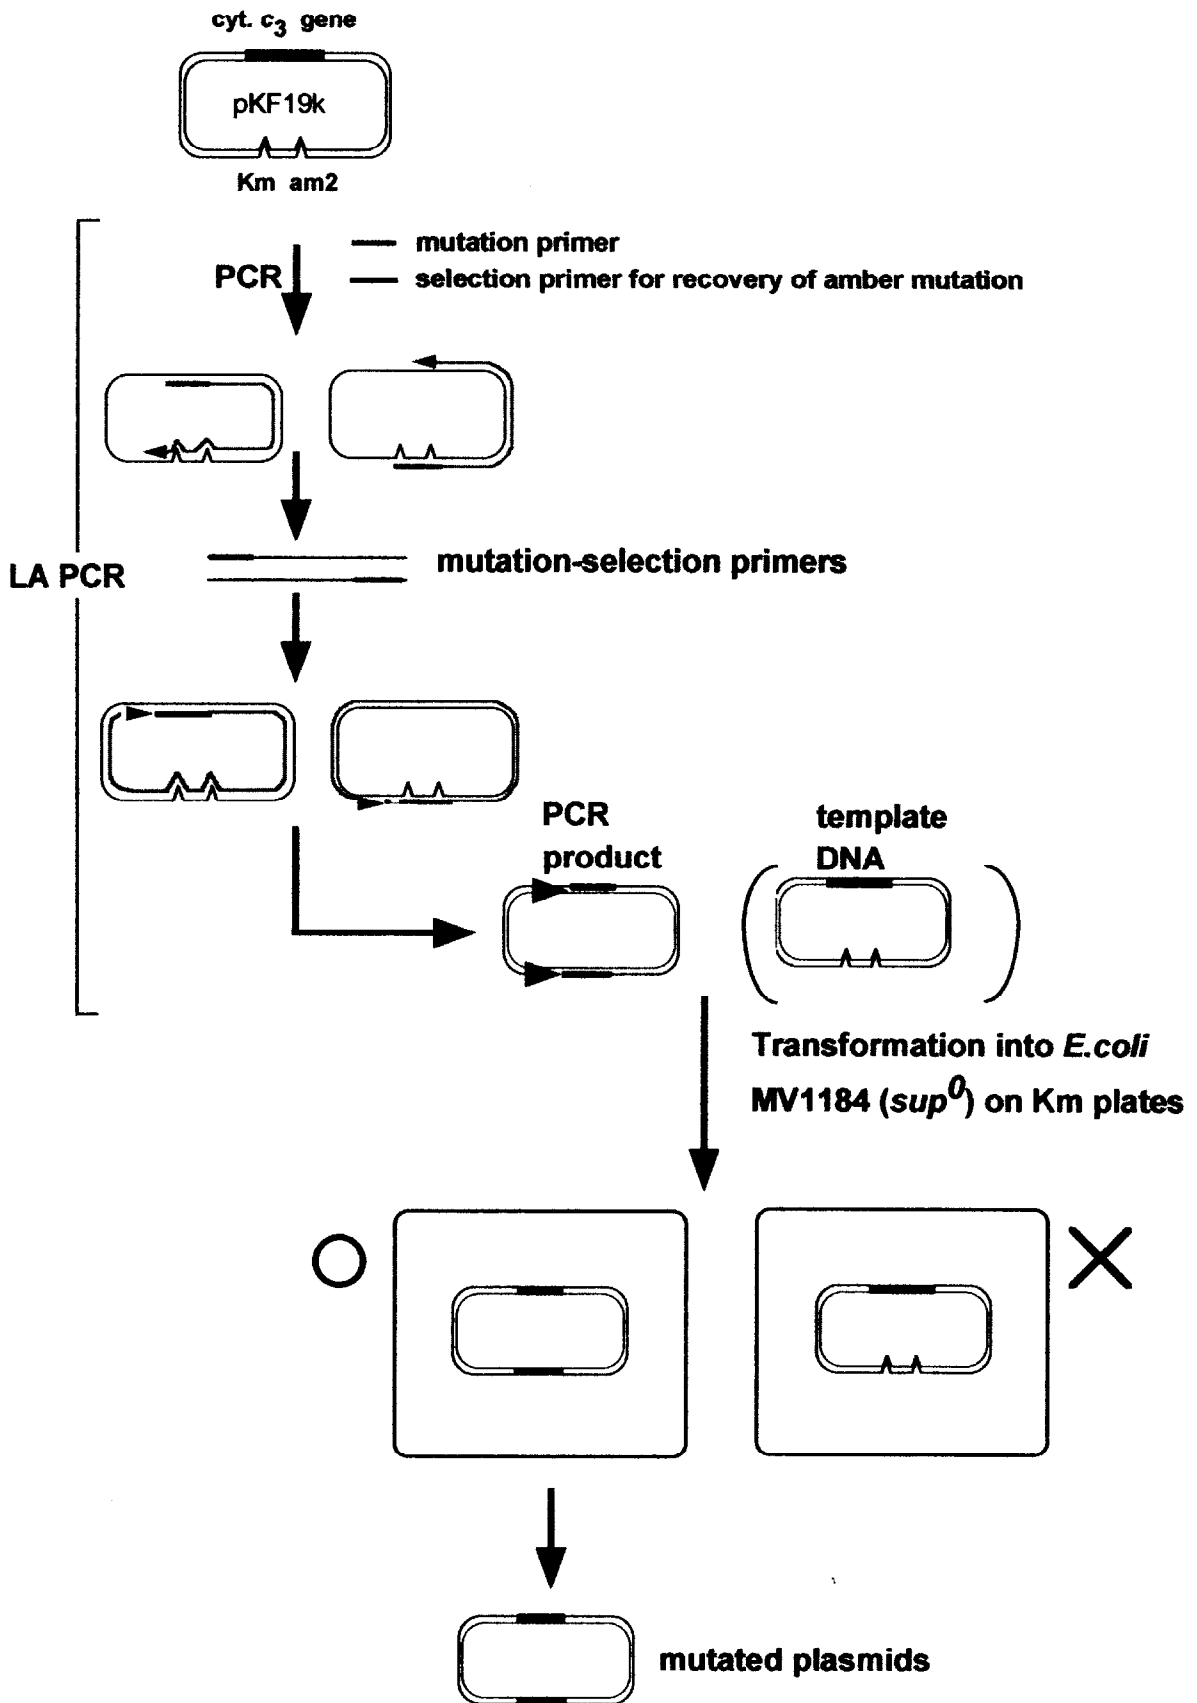 cyt. c3 gene
pKF19k
Km am2
mutation primer
PCR
selection primer for recovery of amber mutation
LA PCR
mutation-selection primers
PCR
product
template
DNA
Transformation into E.coli
MV1184 (sup0) on Km plates
mutated plasmids